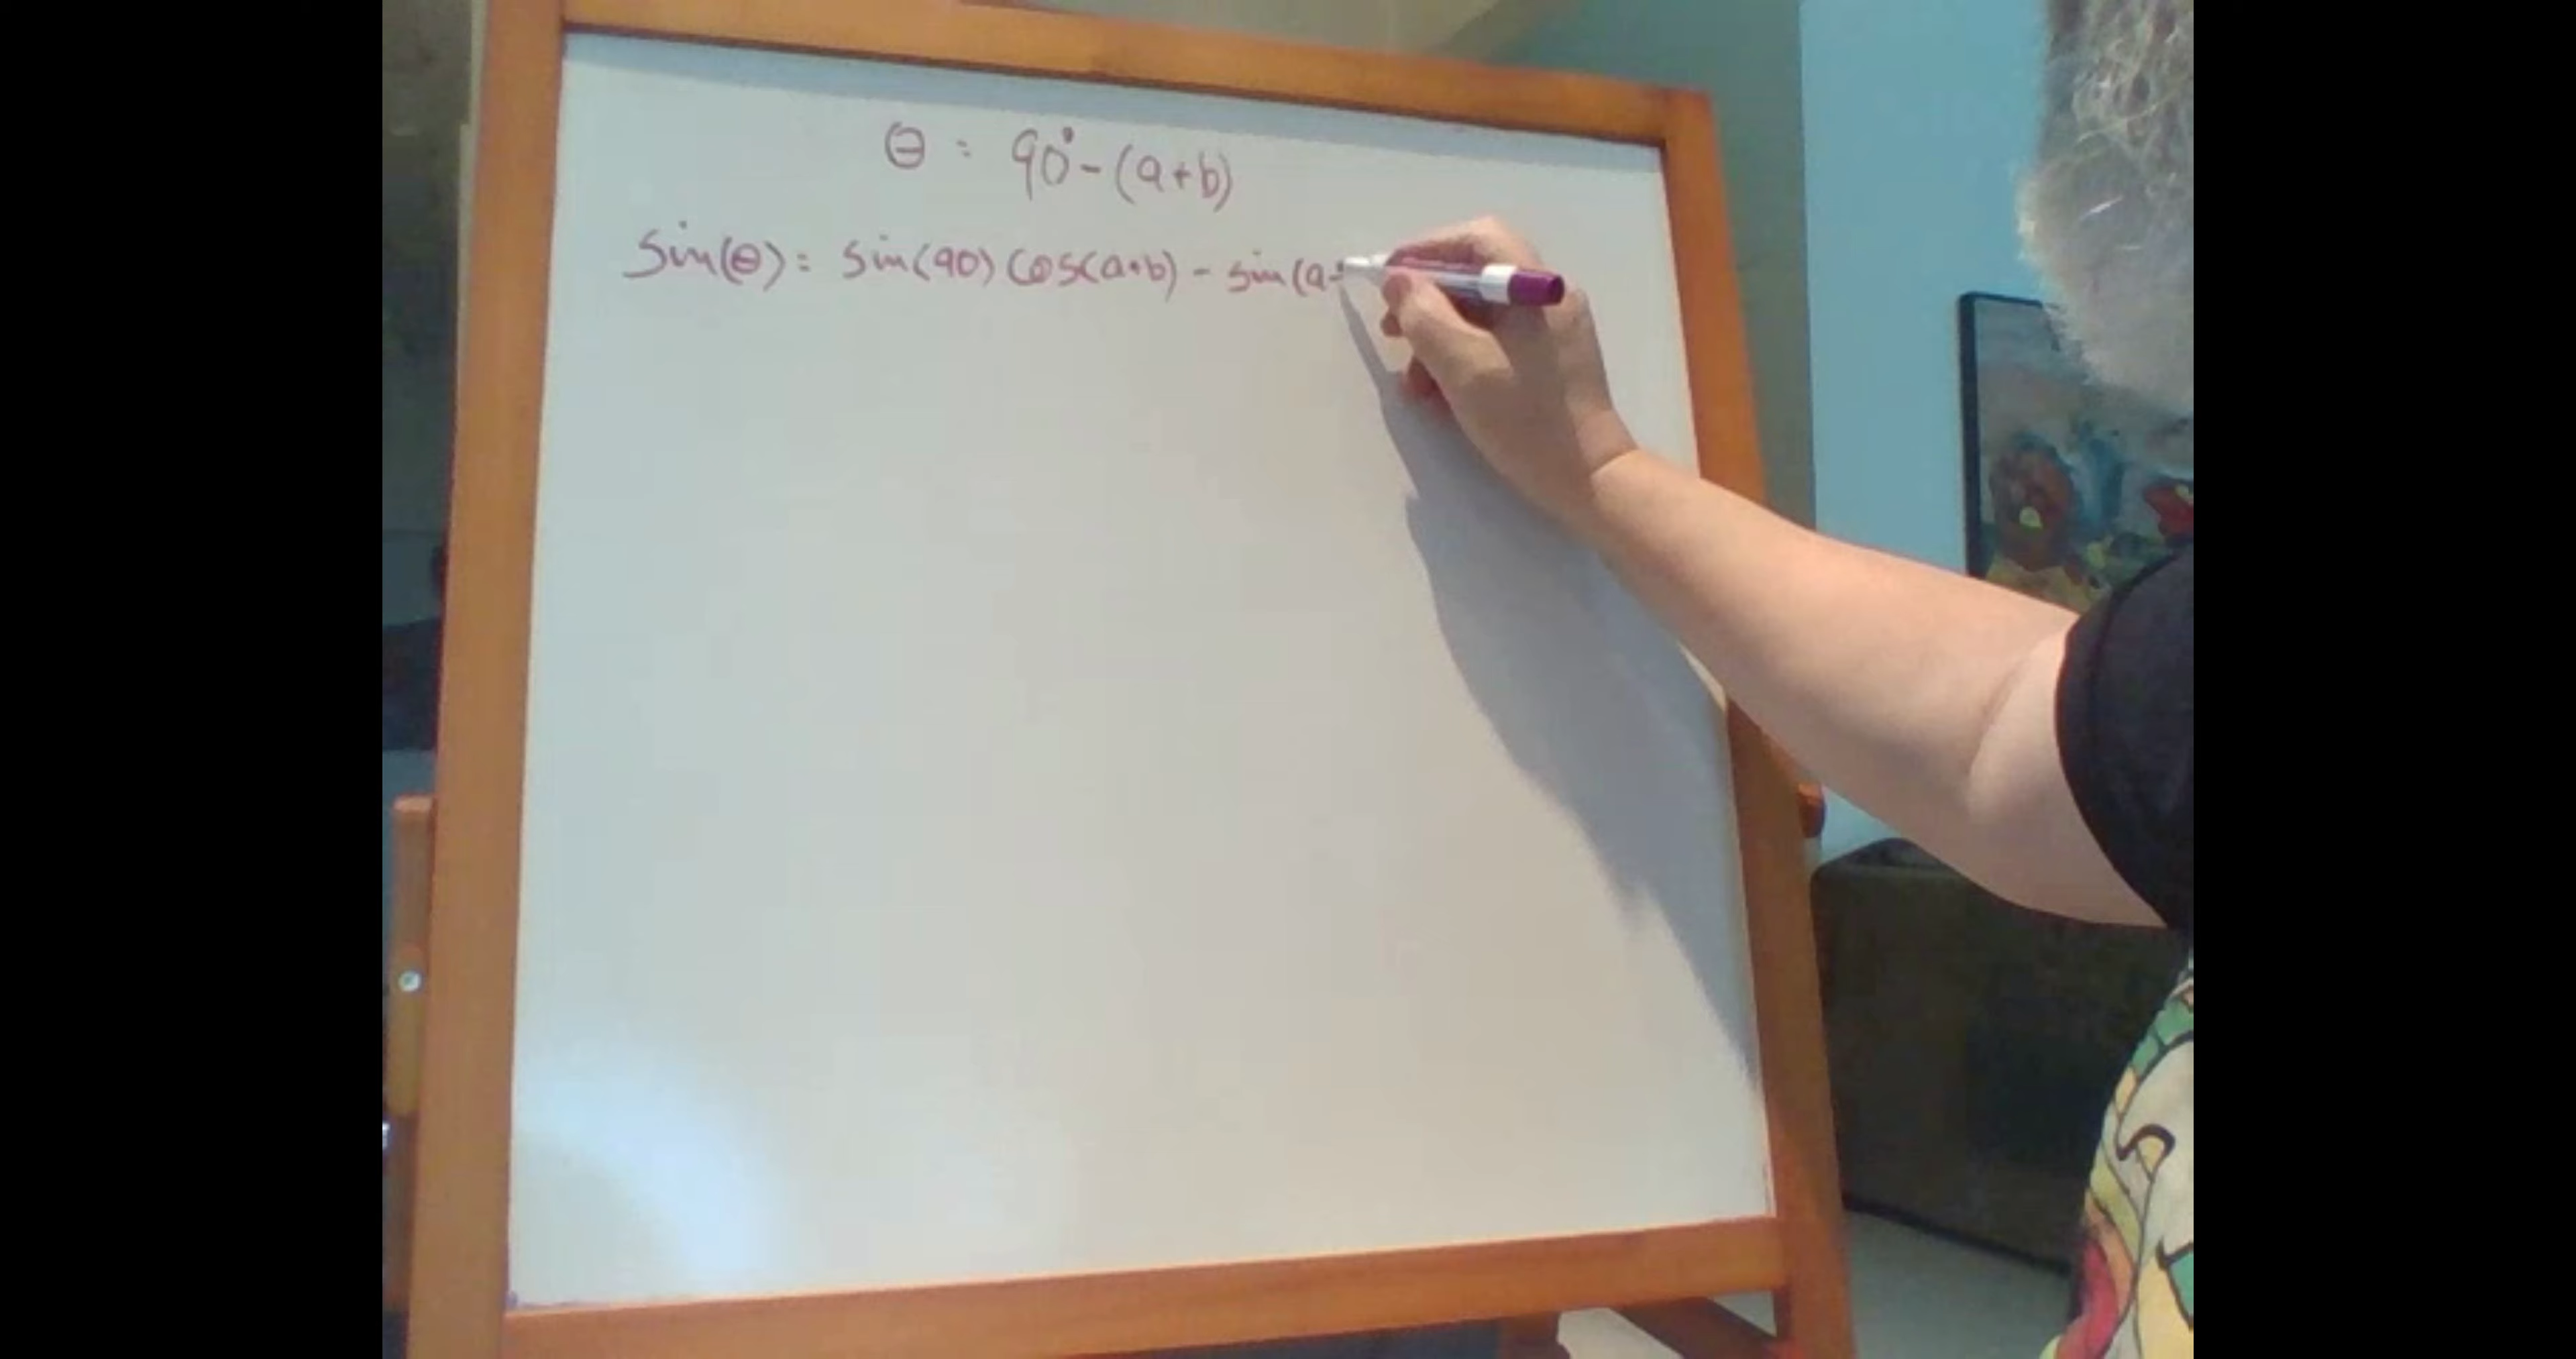 θ = 90° - (a+b)
Sin(θ) = Sin(90) Cos(a+b) - Sin(a+